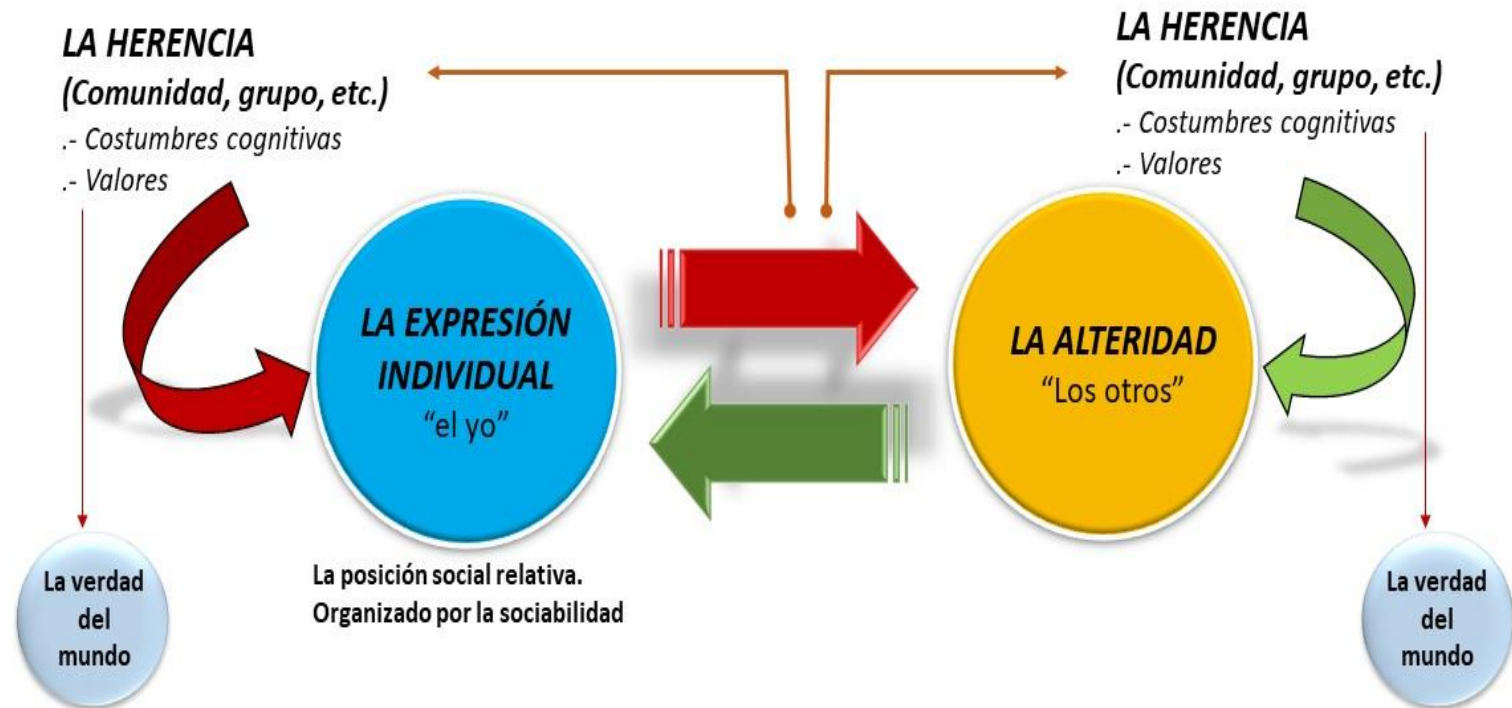 LA HERENCIA
(Comunidad, grupo, etc.)
.- Costumbres cognitivas
.- Valores
LA HERENCIA
(Comunidad, grupo, etc.)
.- Costumbres cognitivas
.- Valores
LA EXPRESIÓN
INDIVIDUAL
“el yo”
LA ALTERIDAD
“Los otros”
La verdad
del
mundo
La posición social relativa.
Organizado por la sociabilidad
La verdad
del
mundo